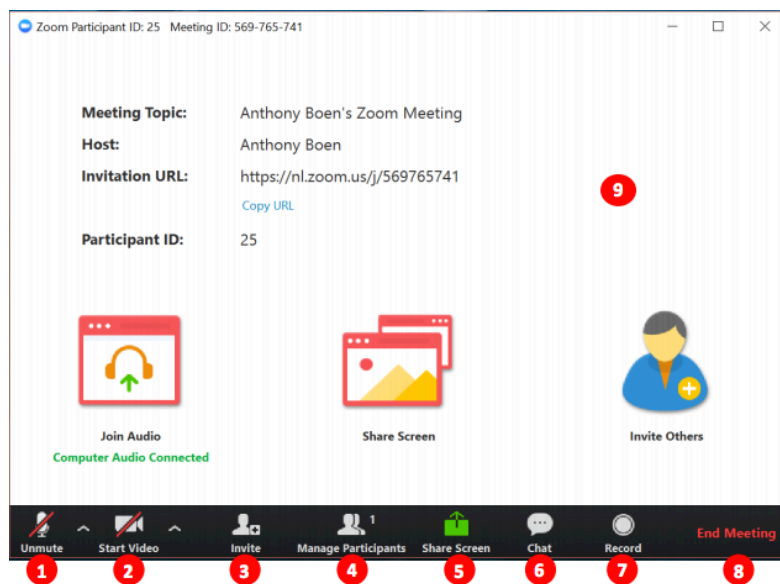 Zoom Participant ID: 25 Meeting ID: 569-765-741
Meeting Topic: Anthony Boen's Zoom Meeting
Host: Anthony Boen
Invitation URL: https://nl.zoom.us/j/569765741
9
Copy URL
Participant ID: 25
Join Audio Share Screen Invite Others
Computer Audio Connected
1
Unmute Start Video Invite Manage Participants Share Screen Chat Record End Meeting
1 2 3 4 5 6 7 8